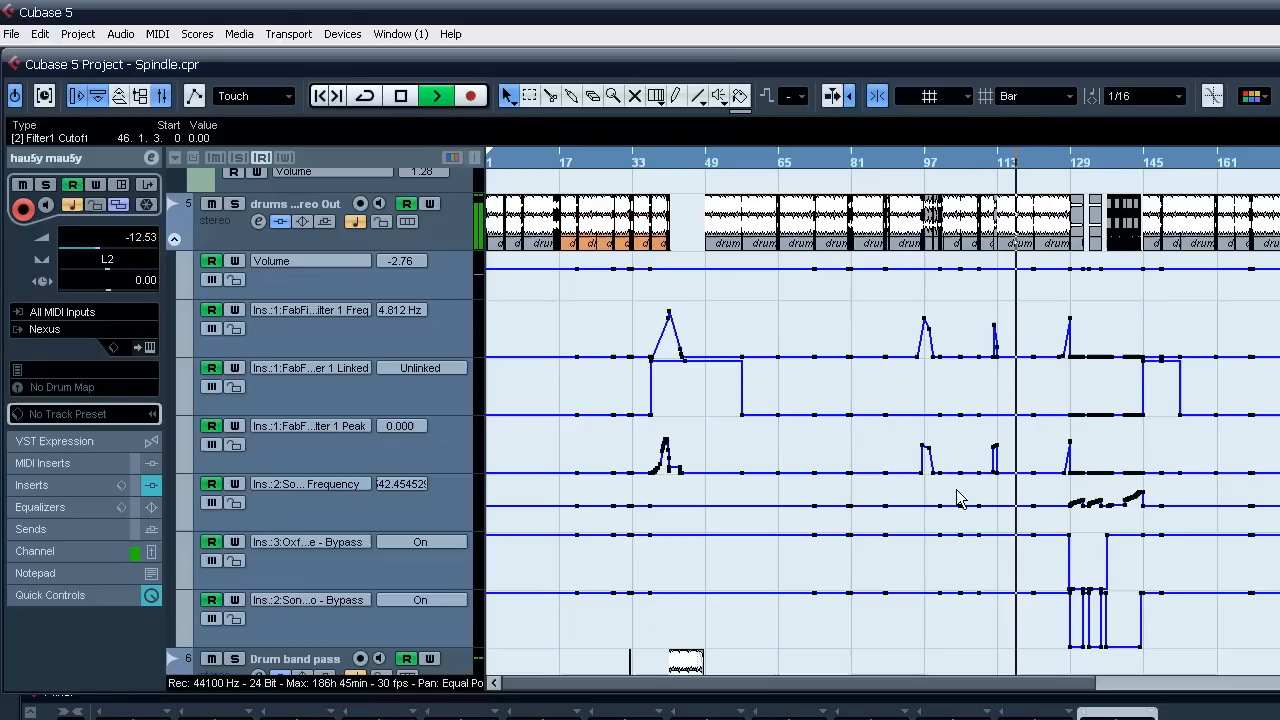 Cubase 5
File Edit Project Audio MIDI Scores Media Transport Devices Window (1) Help
Cubase 5 Project - Spindle.cpr
Touch Bar 1/16
Type Start Value
[2] Filter1 Cutoff1 46. 1. 3. 0 0.00
hau5y mau5y
R W Volume 1.28
1 17 33 49 65 81 97 113 129 145 161
M S R W
5 M S drums ...reo Out R W
stereo
-12.53
L2
0.00
R W Volume -2.76
All MIDI Inputs
Nexus
R W Ins.:1:FabFi...ilter 1 Freq 4.812 Hz
R W Ins.:1:FabF...er 1 Linked Unlinked
No Drum Map
No Track Preset
R W Ins.:1:FabF...lter 1 Peak 0.000
VST Expression
MIDI Inserts
Inserts
R W Ins.:2:So... Frequency 42.454529
Equalizers
Sends
R W Ins.:3:Oxf...e - Bypass On
Channel
Notepad
Quick Controls
R W Ins.:2:Son...o - Bypass On
6 M S Drum band pass R W
Rec: 44100 Hz - 24 Bit - Max: 186h 45min - 30 fps - Pan: Equal Po